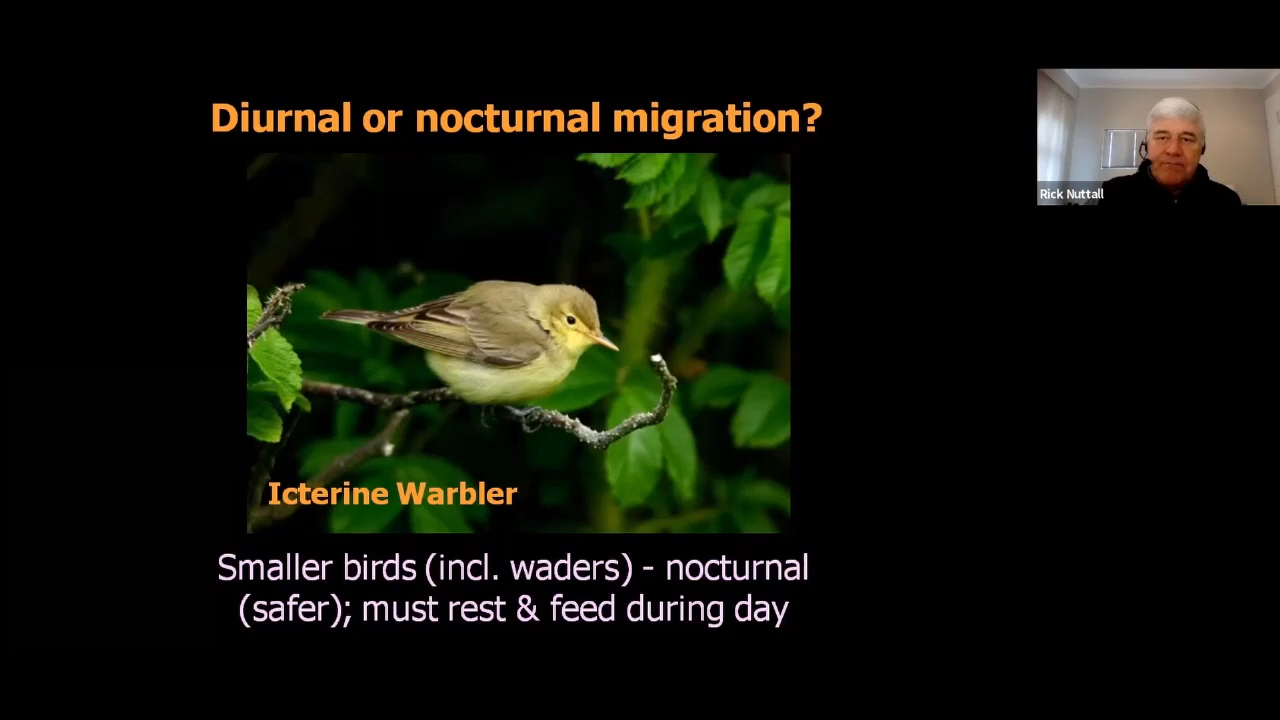 Diurnal or nocturnal migration?
Rick Nuttall
Icterine Warbler
Smaller birds (incl. waders) - nocturnal
(safer); must rest & feed during day